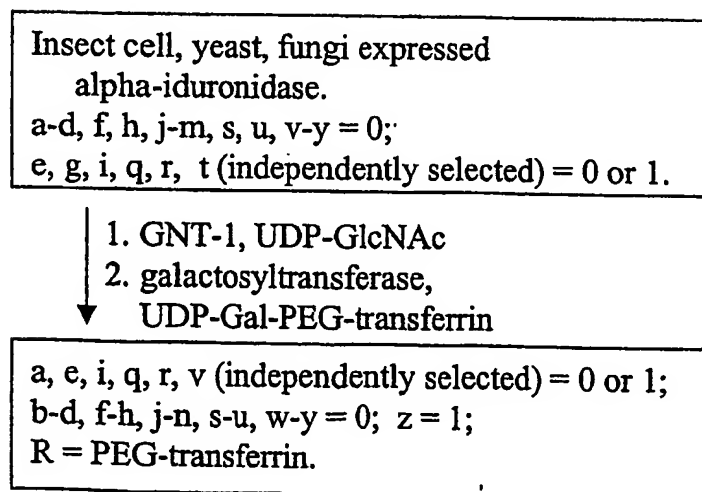 Insect cell, yeast, fungi expressed
alpha-iduronidase.
a-d, f, h, j-m, s, u, v-y = 0;
e, g, i, q, r, t (independently selected) = 0 or 1.
1. GNT-1, UDP-GlcNAc
2. galactosyltransferase,
UDP-Gal-PEG-transferrin
a, e, i, q, r, v (independently selected) = 0 or 1;
b-d, f-h, j-n, s-u, w-y = 0; z = 1;
R = PEG-transferrin.